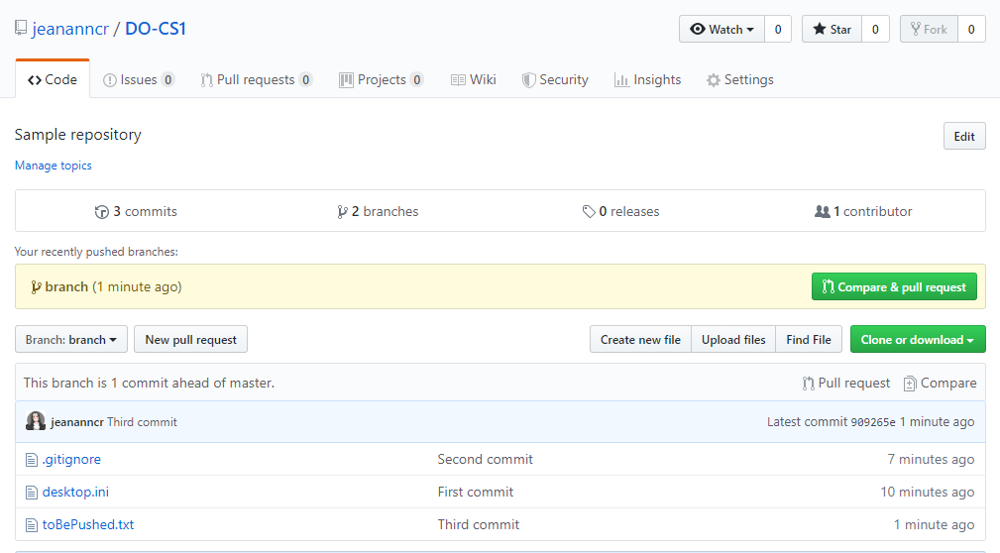 jeananncr / DO-CS1 Watch 0 Star 0 Fork 0
Code Issues 0 Pull requests 0 Projects 0 Wiki Security Insights Settings
Sample repository Edit
Manage topics
3 commits 2 branches 0 releases 1 contributor
Your recently pushed branches:
branch (1 minute ago) Compare & pull request
Branch: branch New pull request Create new file Upload files Find File Clone or download
This branch is 1 commit ahead of master. Pull request Compare
jeananncr Third commit Latest commit 909265e 1 minute ago
.gitignore Second commit 7 minutes ago
desktop.ini First commit 10 minutes ago
toBePushed.txt Third commit 1 minute ago